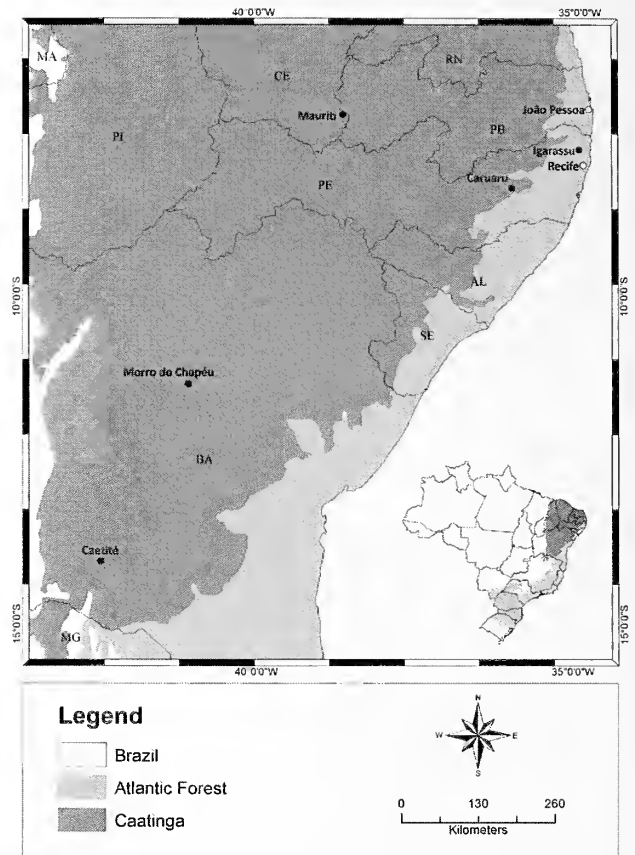 40°0'0"W 35°0'0"W
MA
CE
RN
Mauriti
João Pessoa
PI
PB
Igarassu
Recife
Caruaru
PE
10°0'0"S 10°0'0"S
AL
SE
Morro do Chapéu
BA
Caetité
15°0'0"S 15°0'0"S
MG
40°0'0"W 35°0'0"W
Legend
Brazil
Atlantic Forest
Caatinga
N
W E
S
0 130 260
Kilometers